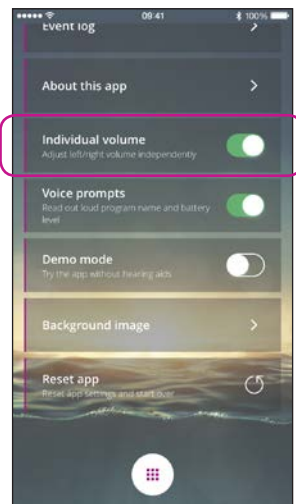 09:41
100%
Event log
About this app
Individual volume
Adjust left/right volume independently
Voice prompts
Read out loud program name and battery
level
Demo mode
Try the app without hearing aids
Background image
Reset app
Reset app settings and start over